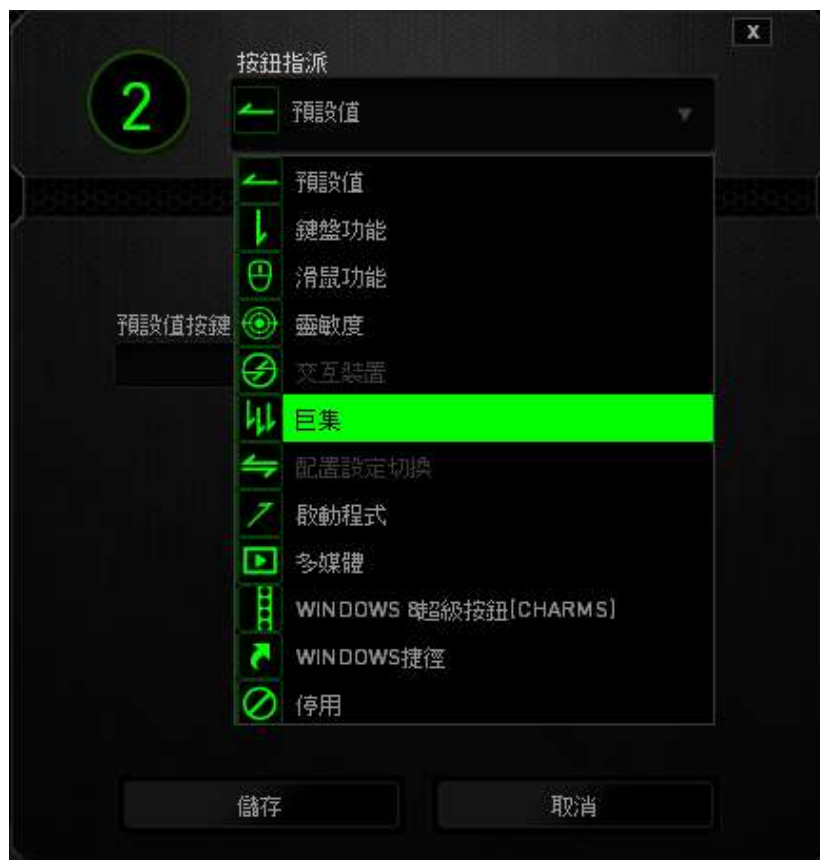 X
按鈕指派
2
預設值
預設值
鍵盤功能
滑鼠功能
預設值按鍵
靈敏度
交互裝置
巨集
配置設定切換
啟動程式
多媒體
WINDOWS 8超級按鈕[CHARMS]
WINDOWS捷徑
停用
儲存
取消